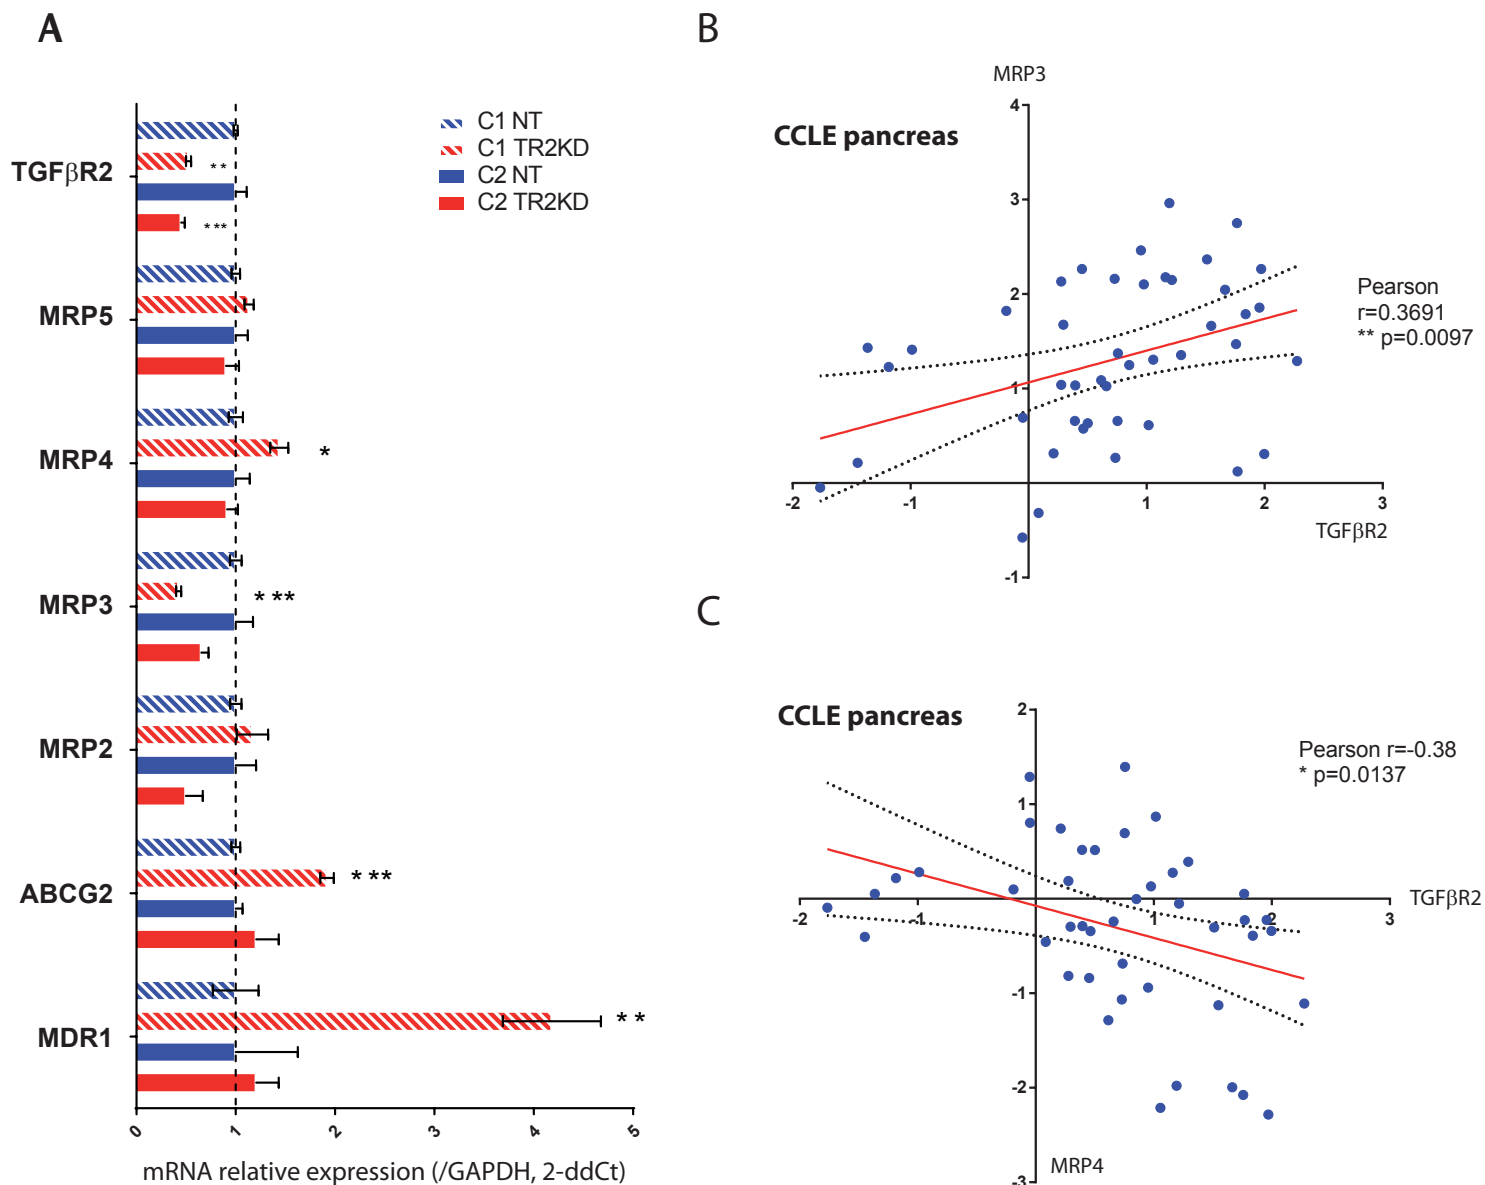 A
C1 NT
C1 TR2KD
C2 NT
C2 TR2KD
TGFβR2
* *
* **
MRP5
MRP4
*
MRP3
* **
MRP2
ABCG2
* **
MDR1
* *
0 1 2 3 4 5
mRNA relative expression (/GAPDH, 2-ddCt)
B
MRP3
CCLE pancreas
4
3
2
1
-1
-2 -1 1 2 3
TGFβR2
Pearson
r=0.3691
** p=0.0097
C
CCLE pancreas
2
1
-1
-2
-3
-2 -1 1 2 3
TGFβR2
Pearson r=-0.38
* p=0.0137
MRP4